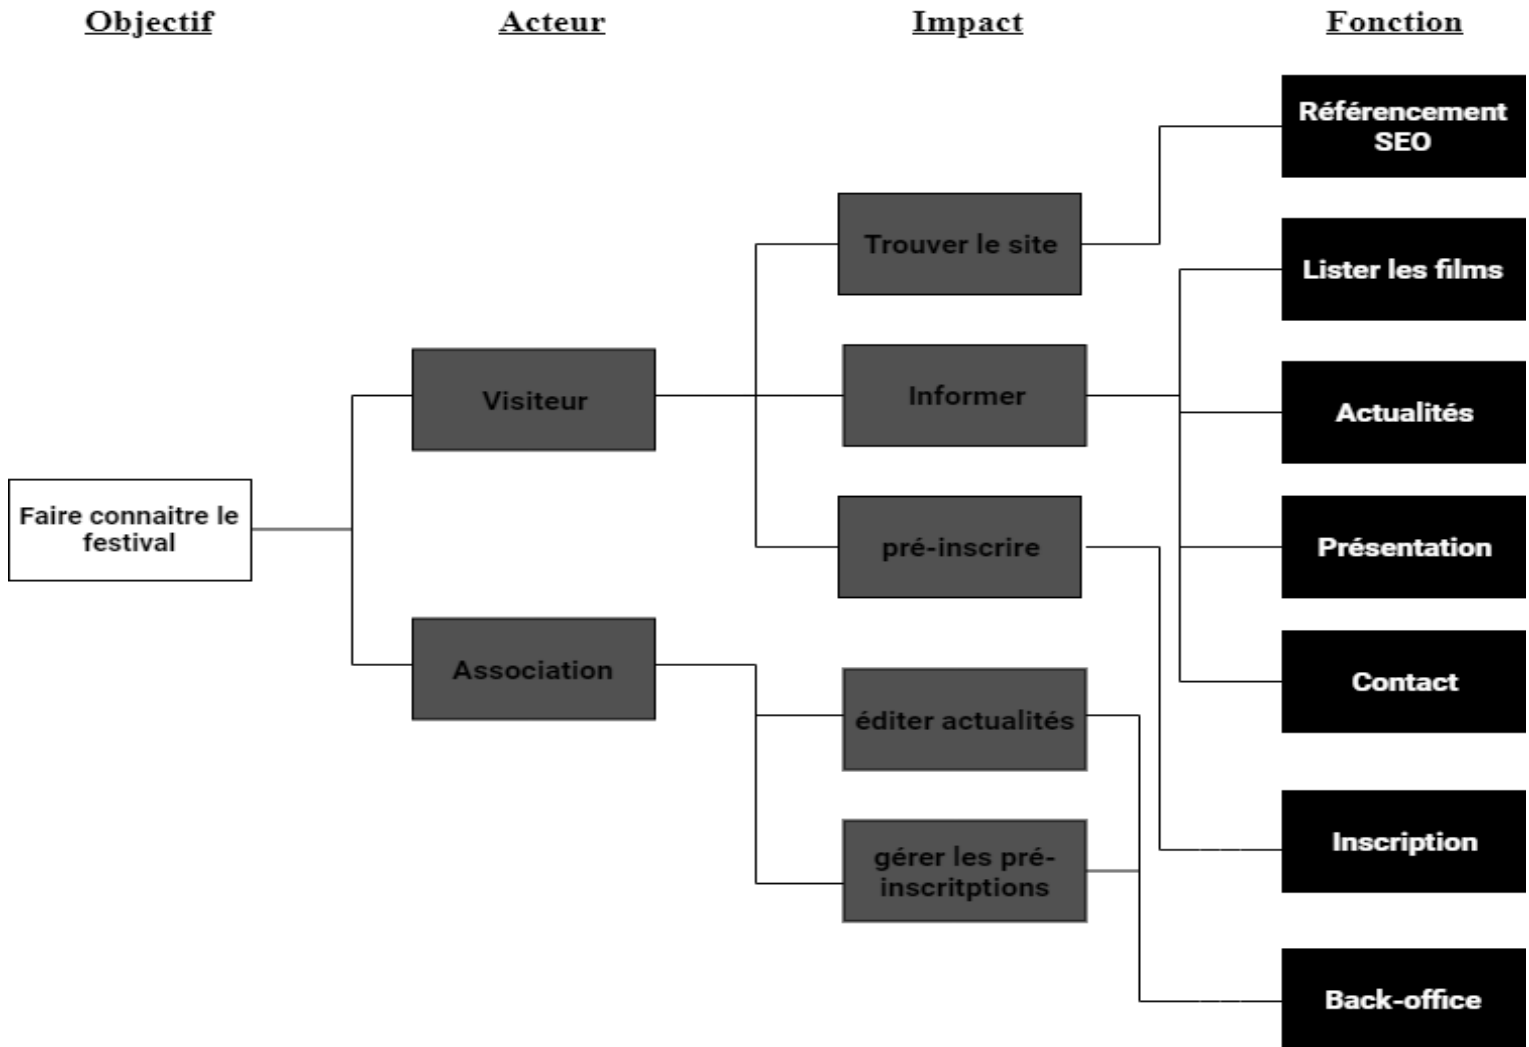 Objectif
Acteur
Impact
Fonction
Référencement
SEO
Trouver le site
Lister les films
Visiteur
Informer
Actualités
Faire connaitre le
festival
pré-inscrire
Présentation
Association
éditer actualités
Contact
gérer les pré-
inscritptions
Inscription
Back-office